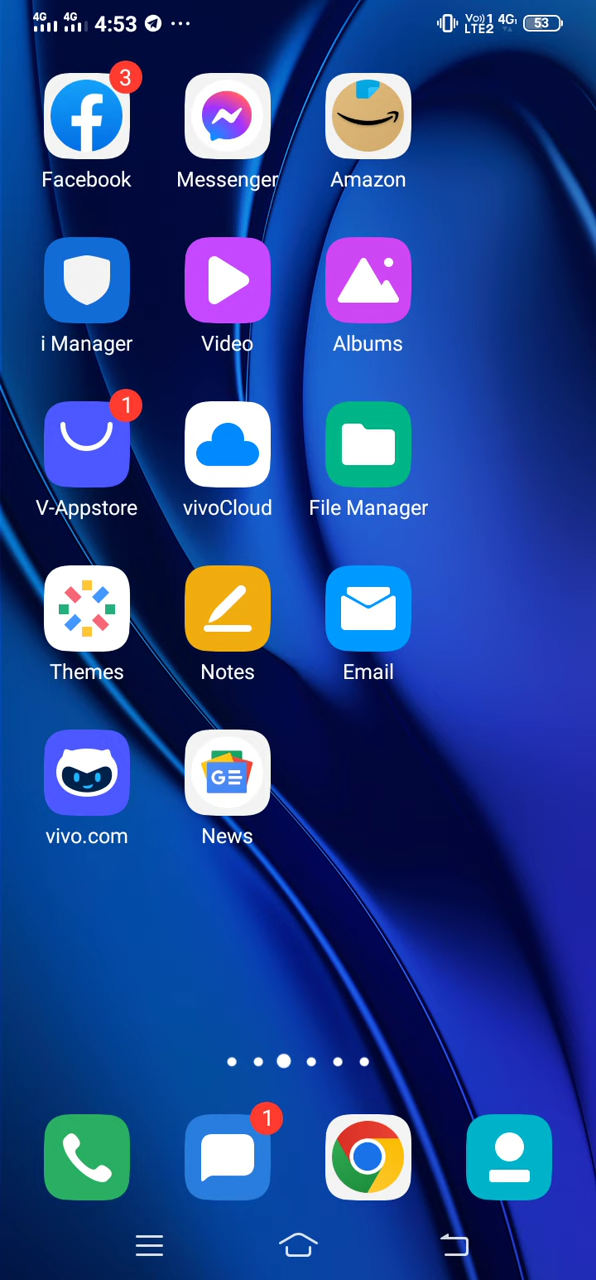 4G 4G 4:53 ... Vo)) 1 LTE2 4G 53
3
Facebook Messenger Amazon
i Manager Video Albums
1
V-Appstore vivoCloud File Manager
Themes Notes Email
GE
vivo.com News
1